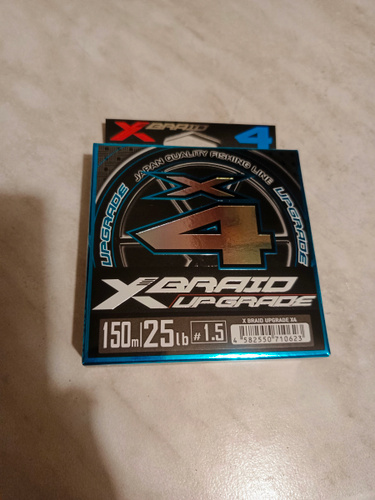 X BRAID 4
JAPAN QUALITY FISHING LINE
UPGRADE
UPGRADE
X
4
X BRAID
UPGRADE
150m/25lb #1.5
X BRAID UPGRADE X4
4 582550 710623